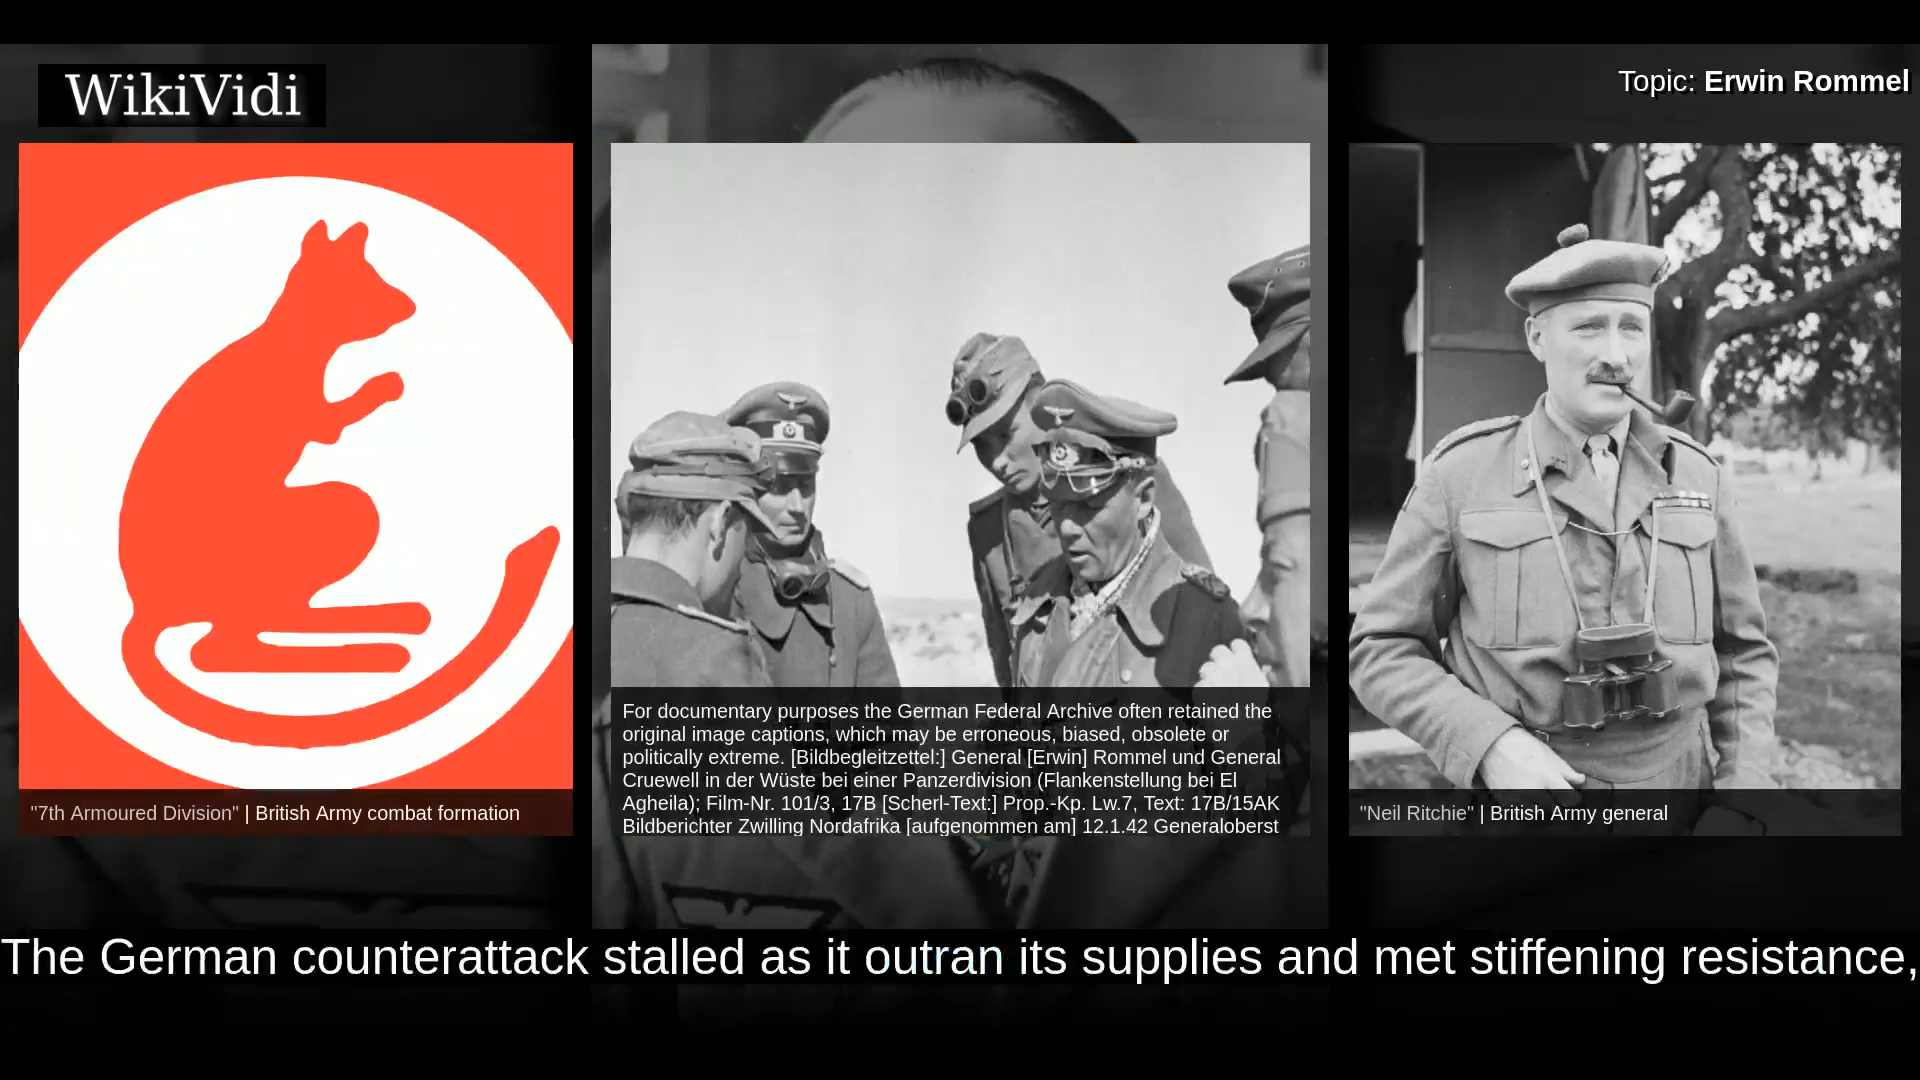 WikiVidi
Topic: Erwin Rommel
"7th Armoured Division" | British Army combat formation
For documentary purposes the German Federal Archive often retained the
original image captions, which may be erroneous, biased, obsolete or
politically extreme. [Bildbegleitzettel:] General [Erwin] Rommel und General
Cruewell in der Wüste bei einer Panzerdivision (Flankenstellung bei El
Agheila); Film-Nr. 101/3, 17B [Scherl-Text:] Prop.-Kp. Lw.7, Text: 17B/15AK
Bildberichter Zwilling Nordafrika [aufgenommen am] 12.1.42 Generaloberst
"Neil Ritchie" | British Army general
The German counterattack stalled as it outran its supplies and met stiffening resistance,